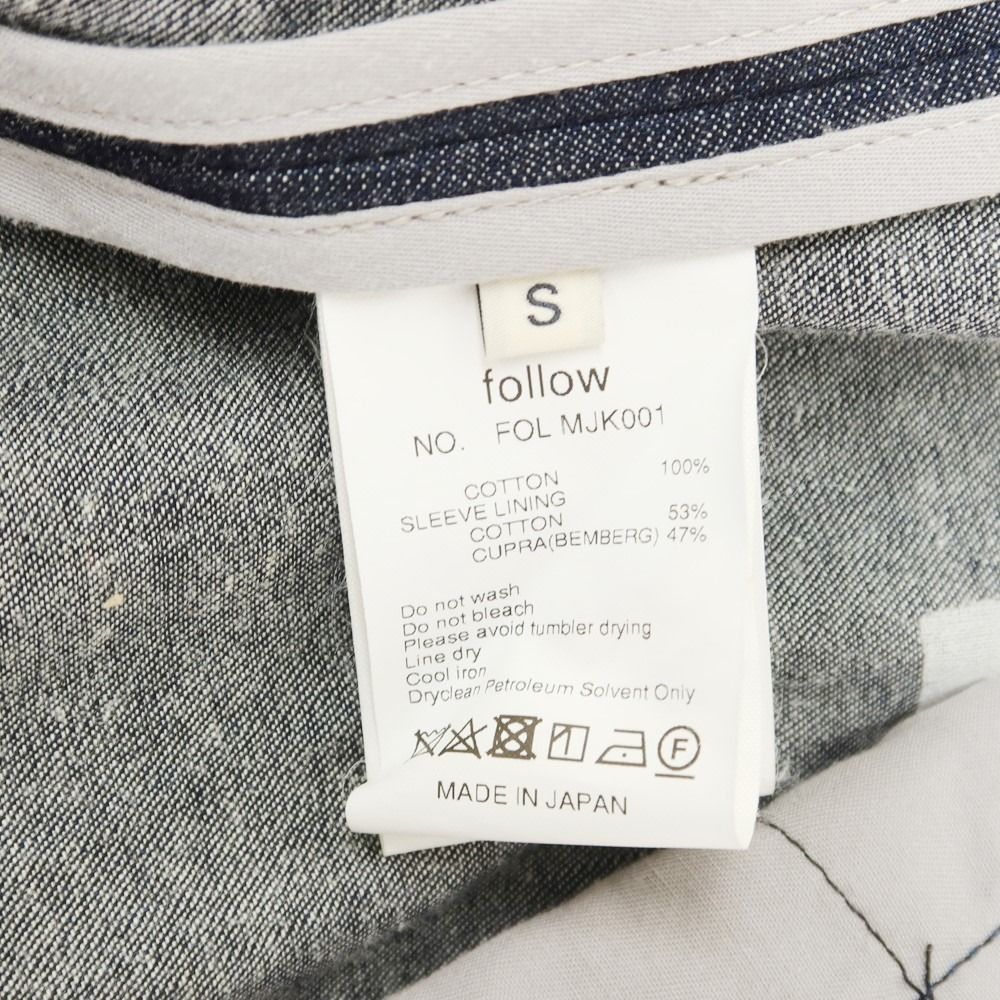 S
follow
NO. FOL MJK001
COTTON 100%
SLEEVE LINING
COTTON 53%
CUPRA(BEMBERG) 47%
Do not wash
Do not bleach
Please avoid tumbler drying
Line dry
Cool iron
Dryclean Petroleum Solvent Only
F
MADE IN JAPAN